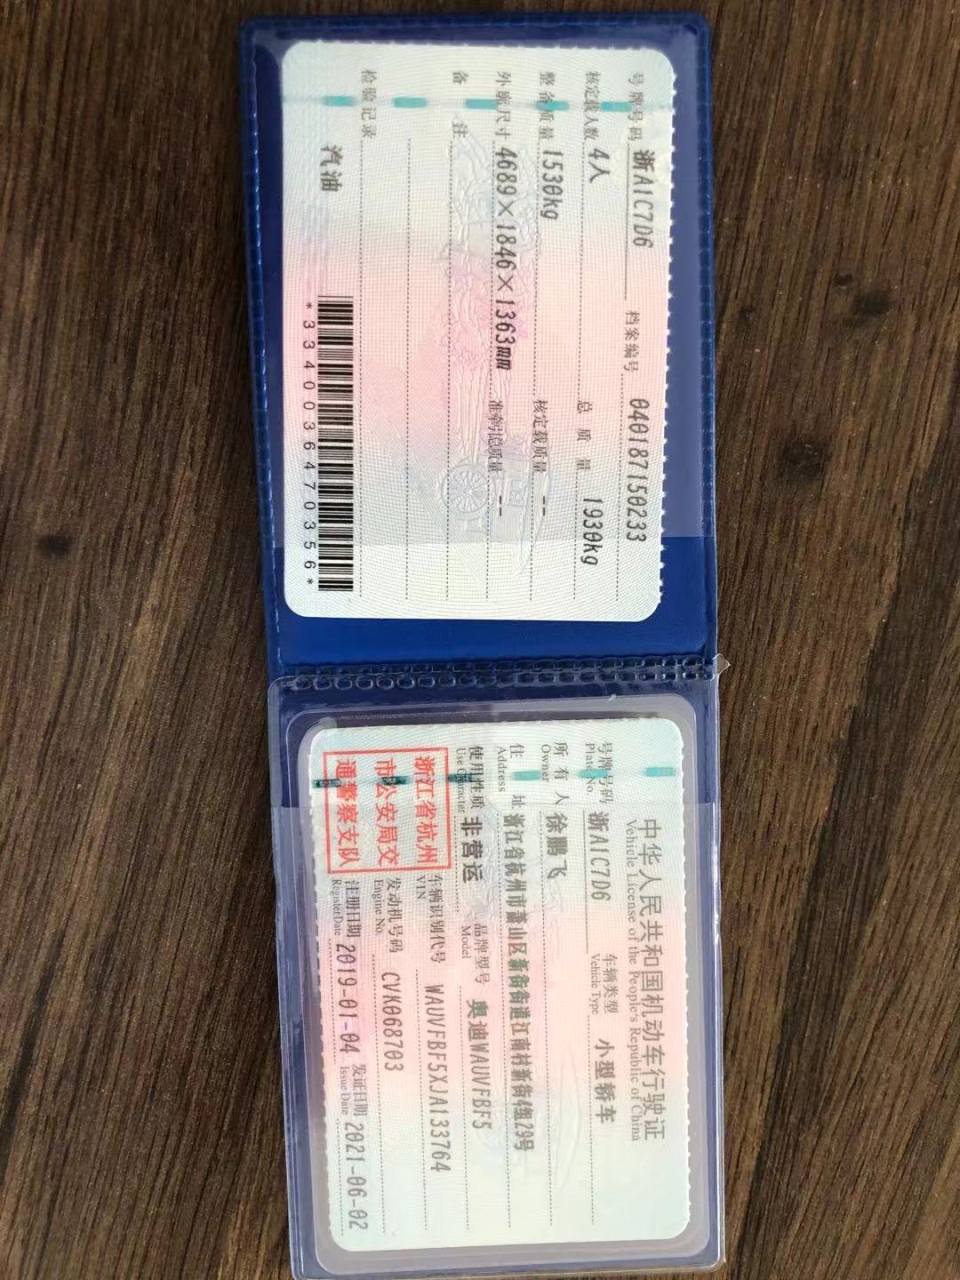 中华人民共和国机动车行驶证
Vehicle License of the People's Republic of China
号牌号码 浙A1C7D6 车辆类型 小型轿车
Plate No. Vehicle Type
所有人 徐鹏飞
Owner
住址 浙江省杭州市萧山区新街街道江南村新街4组29号
Address
使用性质 非营运 品牌型号 奥迪WAUVFBF5
Use Character Model
浙江省杭州
市公安局交
通警察支队
车辆识别代号 WAUVFBF5XJA133764
VIN
发动机号码 CVK068703
Engine No.
注册日期 2019-01-04 发证日期 2021-06-02
Register Date Issue Date
号牌号码 浙A1C7D6 档案编号 040187150233
核定载人数 4人 总质量 1930kg
整备质量 1530kg 核定载质量 --
外廓尺寸 4689×1846×1363mm 准牵引总质量 --
备注
检验记录
汽油
*3340036470356*